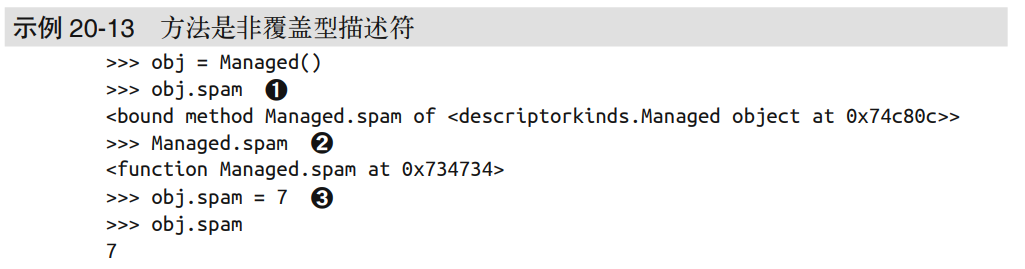 示例 20-13 方法是非覆盖型描述符
>>> obj = Managed()
>>> obj.spam ❶
<bound method Managed.spam of <descriptorkinds.Managed object at 0x74c80c>>
>>> Managed.spam ❷
<function Managed.spam at 0x734734>
>>> obj.spam = 7 ❸
>>> obj.spam
7